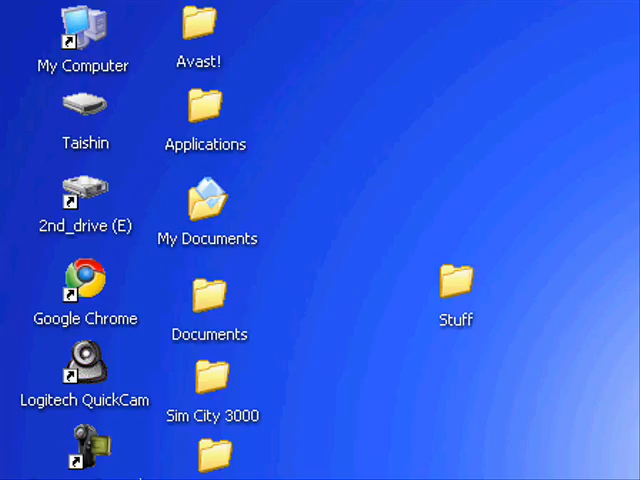 My Computer
Avast!
Taishin
Applications
2nd_drive (E)
My Documents
Google Chrome
Documents
Stuff
Logitech QuickCam
Sim City 3000